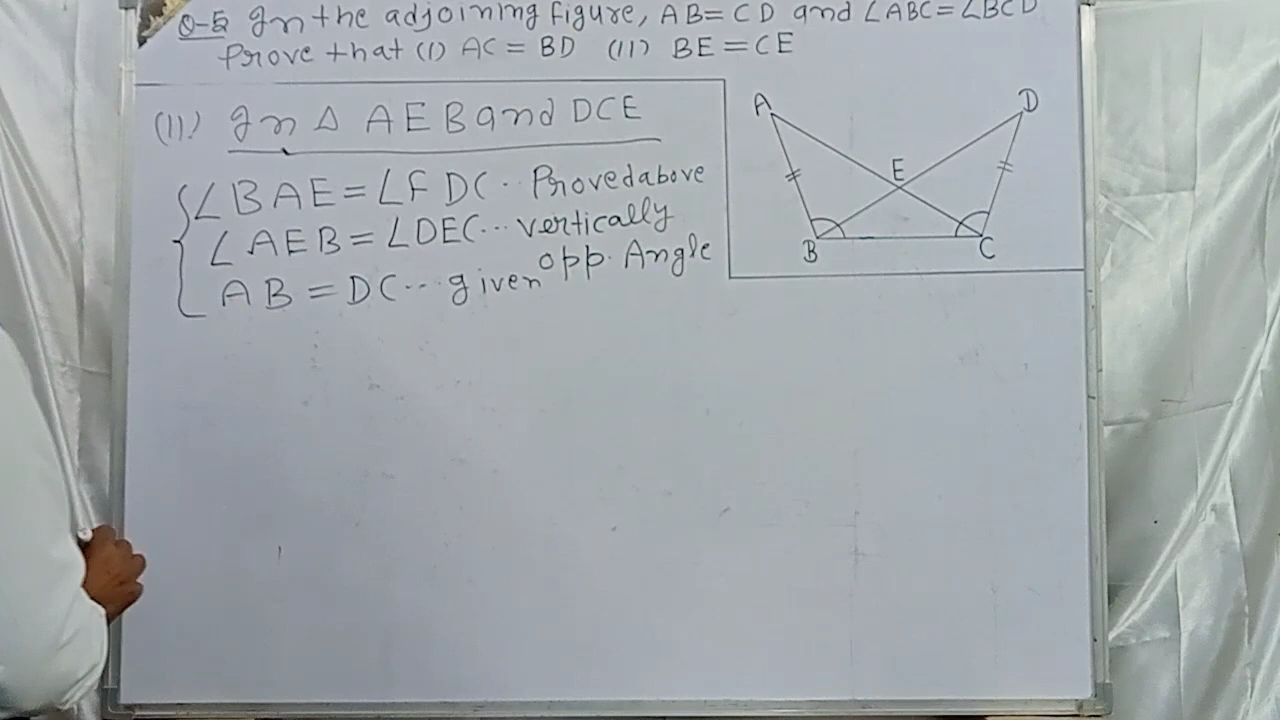 Q-5 In the adjoining figure, AB=CD and ∠ABC=∠BCD
Prove that (I) AC=BD (II) BE=CE
(II) In △ AEB and DCE
∠BAE=∠FDC.. Proved above
∠AEB=∠DEC... vertically
opp. Angle
AB=DC... given
A
D
E
B
C